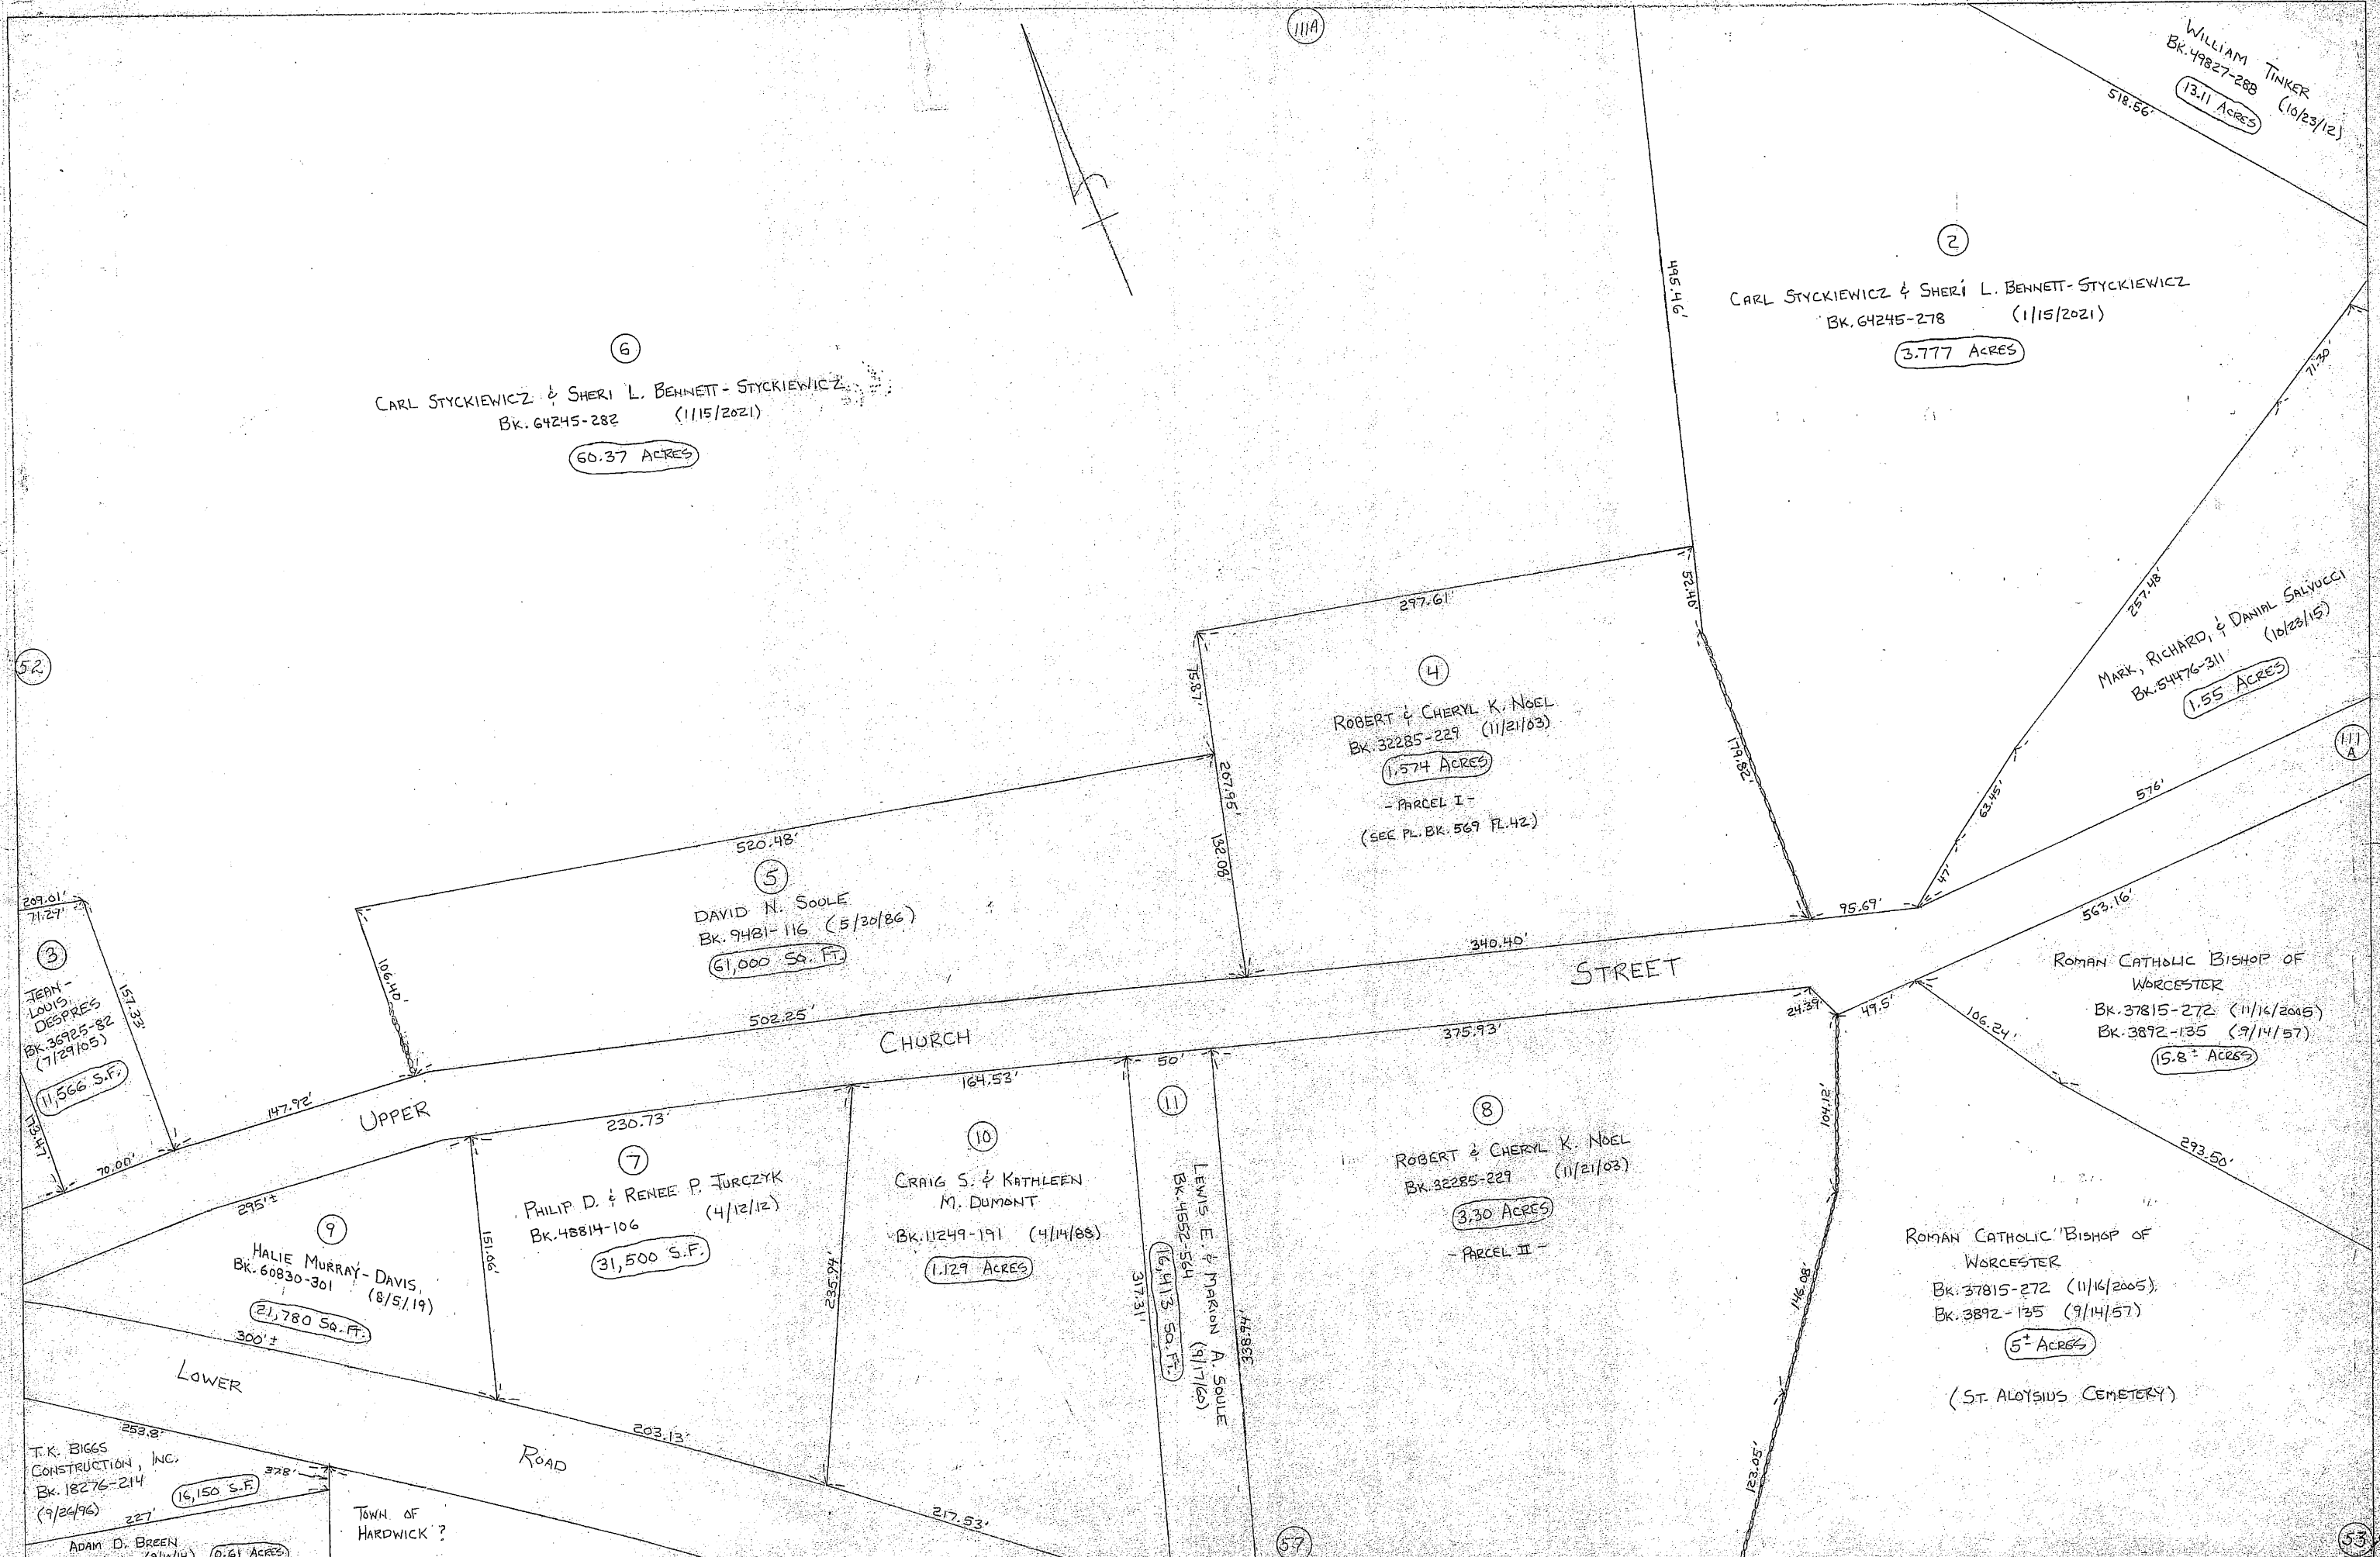 111A
WILLIAM TINKER
BK.49827-288 (10/23/12)
13.11 ACRES
518.56'
2
CARL STYCKIEWICZ & SHERI L. BENNETT-STYCKIEWICZ
BK. 64245-278 (1/15/2021)
3.777 ACRES
495.46'
71.30'
6
CARL STYCKIEWICZ & SHERI L. BENNETT-STYCKIEWICZ
BK. 64245-282 (1/15/2021)
60.37 ACRES
52
297.61'
52.40'
257.48'
MARK, RICHARD, & DANIAL SALVUCCI
BK.54476-311 (10/23/15)
1.55 ACRES
75.87'
4
ROBERT & CHERYL K. NOEL
BK.32285-229 (11/21/03)
1.574 ACRES
- PARCEL I -
(SEE PL.BK. 569 PL.42)
179.82'
267.95'
132.08'
63.45'
576'
111
A
47'
520.48'
5
DAVID N. SOULE
BK. 9481-116 (5/30/86)
61,000 SQ. FT.
209.01'
71.27'
3
JEAN-
LOUIS
DESPRES
BK.36925-82
(7/29/05)
11,566 S.F.
157.33'
173.47'
70.00'
147.92'
106.40'
502.25'
340.40'
95.69'
563.16'
UPPER
CHURCH
STREET
24.39'
49.5'
106.24'
ROMAN CATHOLIC BISHOP OF
WORCESTER
BK.37815-272 (11/16/2005)
BK. 3892-135 (9/14/57)
15.8± ACRES
295'±
230.73'
164.53'
50'
375.93'
104.12'
293.50'
9
HALIE MURRAY-DAVIS
BK. 60830-301 (8/5/19)
21,780 SQ. FT.
300'±
151.06'
7
PHILIP D. & RENEE P. JURCZYK
BK.48814-106 (4/12/12)
31,500 S.F.
235.94'
10
CRAIG S. & KATHLEEN
M. DUMONT
BK.11249-191 (4/14/88)
1.129 ACRES
317.31'
11
LEWIS E. & MARION A. SOULE
BK.4552-564 (9/17/60)
16,413 SQ. FT.
338.94'
8
ROBERT & CHERYL K. NOEL
BK.32285-229 (11/21/03)
3.30 ACRES
- PARCEL II -
146.08'
123.05'
ROMAN CATHOLIC BISHOP OF
WORCESTER
BK. 37815-272 (11/16/2005)
BK. 3892-135 (9/14/57)
5± ACRES
(ST. ALOYSIUS CEMETERY)
LOWER
ROAD
253.8'
203.13'
217.53'
T.K. BIGGS
CONSTRUCTION, INC.
BK. 18276-214
(9/26/96)
16,150 S.F.
378'
227'
TOWN OF
HARDWICK ?
ADAM D. BREEN
0.61 ACRES
57
53